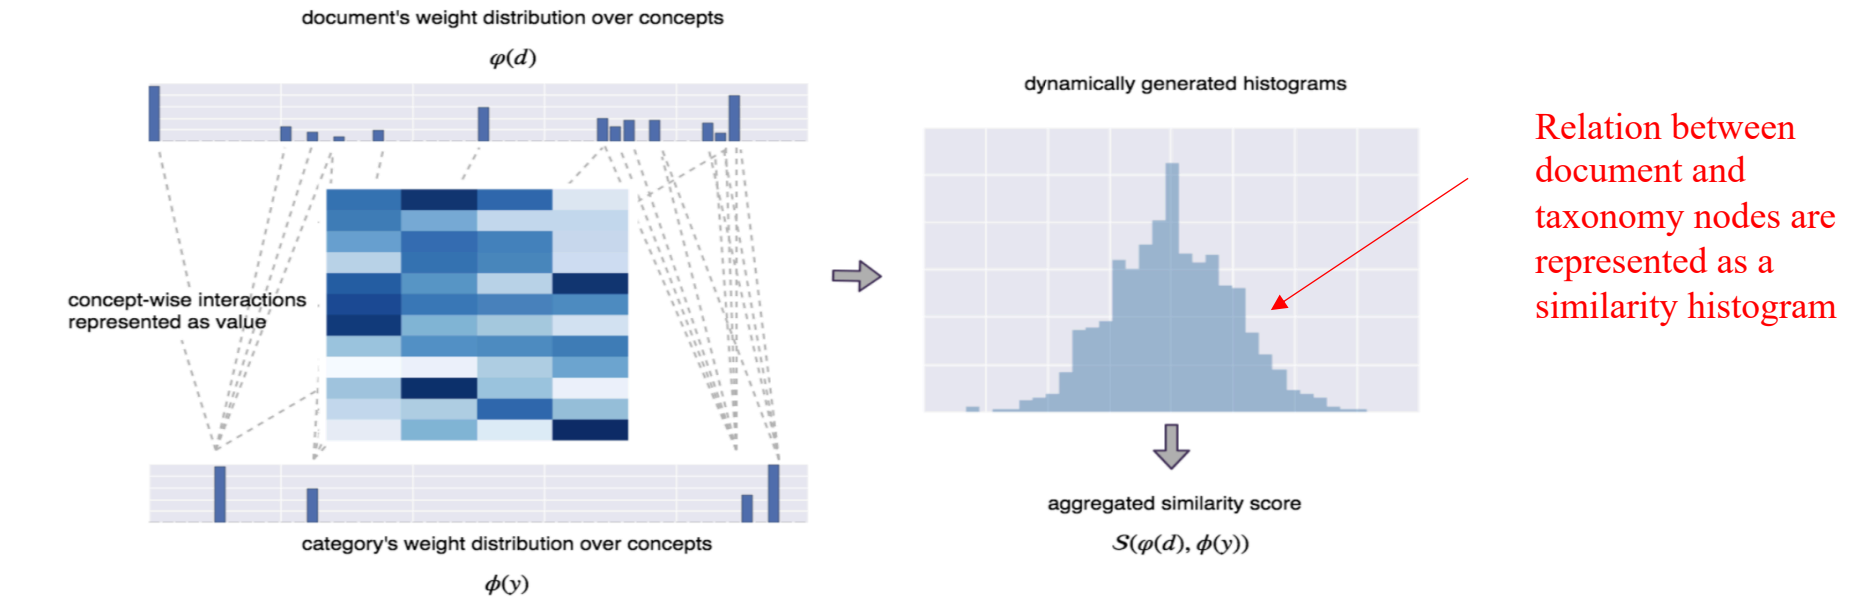 document's weight distribution over concepts
φ(d)
concept-wise interactions
represented as value
category's weight distribution over concepts
ϕ(y)
dynamically generated histograms
aggregated similarity score
S(φ(d), ϕ(y))
Relation between
document and
taxonomy nodes are
represented as a
similarity histogram